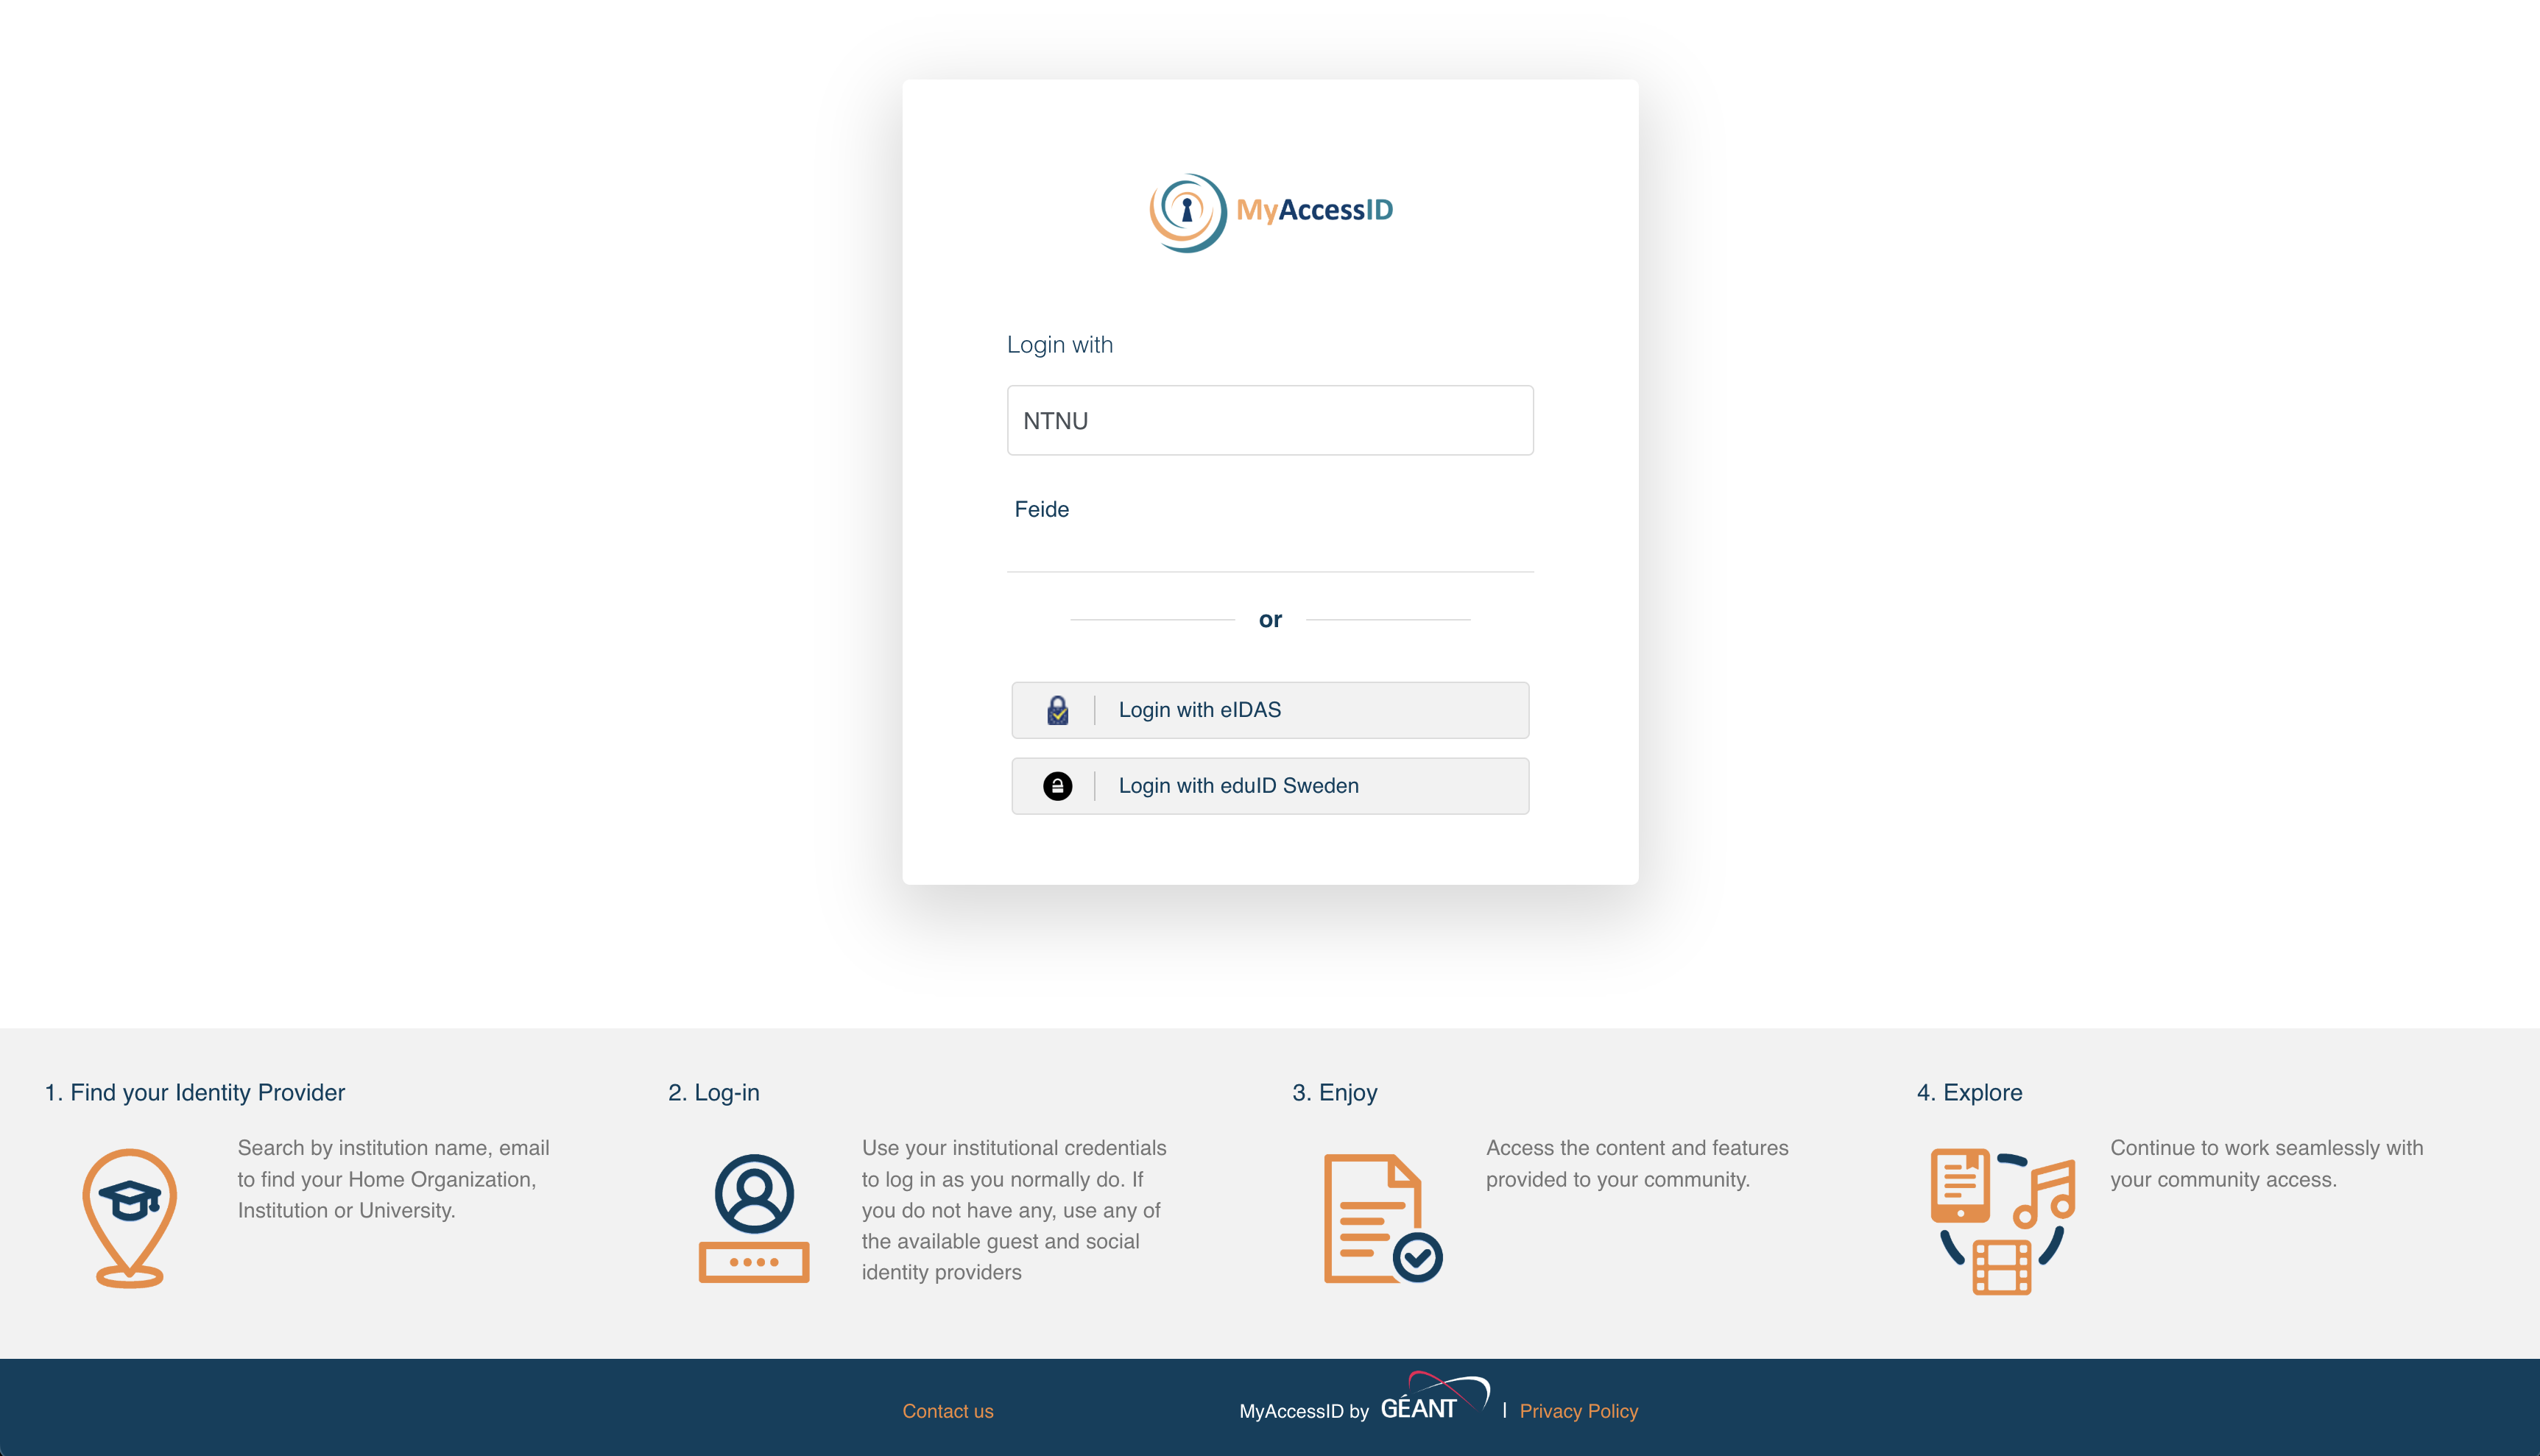 MyAccessID
Login with
NTNU
Feide
or
Login with eIDAS
Login with eduID Sweden
1. Find your Identity Provider
Search by institution name, email
to find your Home Organization,
Institution or University.
2. Log-in
Use your institutional credentials
to log in as you normally do. If
you do not have any, use any of
the available guest and social
identity providers
3. Enjoy
Access the content and features
provided to your community.
4. Explore
Continue to work seamlessly with
your community access.
Contact us
MyAccessID by GÉANT | Privacy Policy